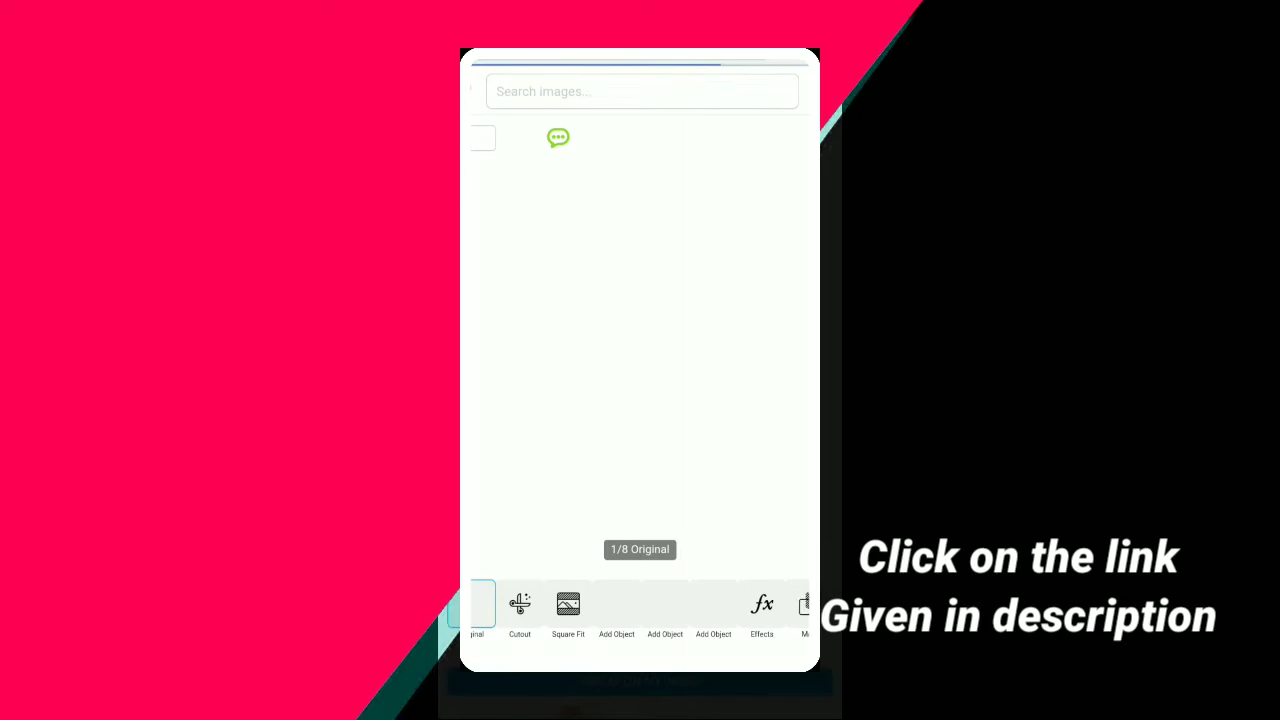 Search images...
1/8 Original
ginal
Cutout
Square Fit
Add Object
Add Object
Add Object
Effects
M
Click on the link
Given in description